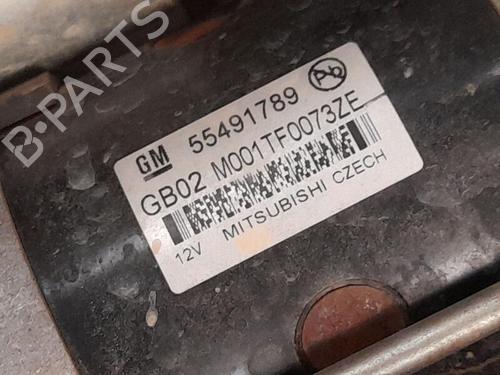 GM 55491789 Pb
GB02 M001TF0073ZE
12V MITSUBISHI CZECH
B-PARTS